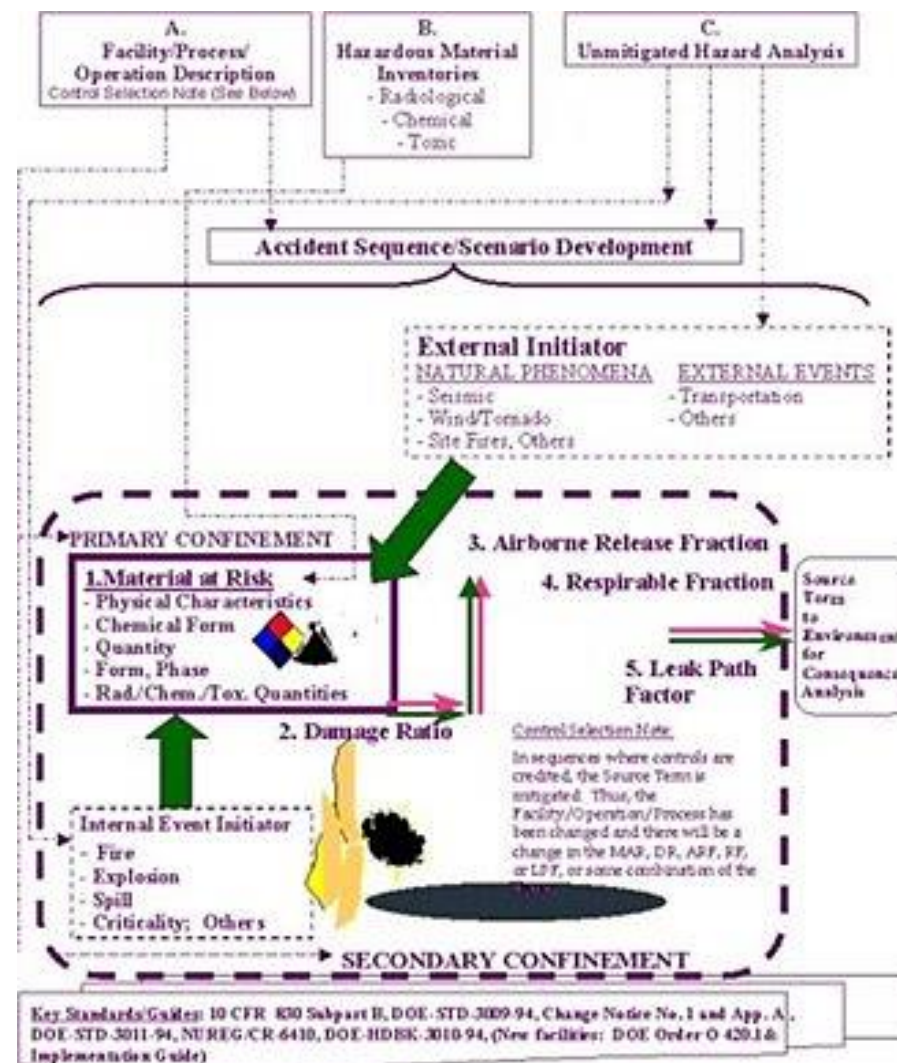 A.
Facility/Process/
Operation Description
Control Selection Note (See Below)
B.
Hazardous Material
Inventories
- Radiological
- Chemical
- Toxic
C.
Unmitigated Hazard Analysis
Accident Sequence/Scenario Development
External Initiator
NATURAL PHENOMENA
- Seismic
- Wind/Tornado
- Site Fires, Others
EXTERNAL EVENTS
- Transportation
- Others
PRIMARY CONFINEMENT
1.Material at Risk
- Physical Characteristics
- Chemical Form
- Quantity
- Form, Phase
- Rad./Chem./Tox. Quantities
2. Damage Ratio
3. Airborne Release Fraction
4. Respirable Fraction
5. Leak Path
Factor
Source
Term
to
Environment
for
Consequence
Analysis
Control Selection Note:
In sequences where controls are
credited, the Source Term is
mitigated. Thus, the
Facility/Operation/Process has
been changed and there will be a
change in the MAR, DR, ARF, RF,
or LPF, or some combination of the
Internal Event Initiator
- Fire
- Explosion
- Spill
- Criticality; Others
SECONDARY CONFINEMENT
Key Standards/Guides: 10 CFR 830 Subpart B, DOE-STD-3009-94, Change Notice No. 1 and App. A,
DOE-STD-3011-94, NUREG/CR-6410, DOE-HDBK-3010-94, (New facilities: DOE Order O 420.1 &
Implementation Guide)